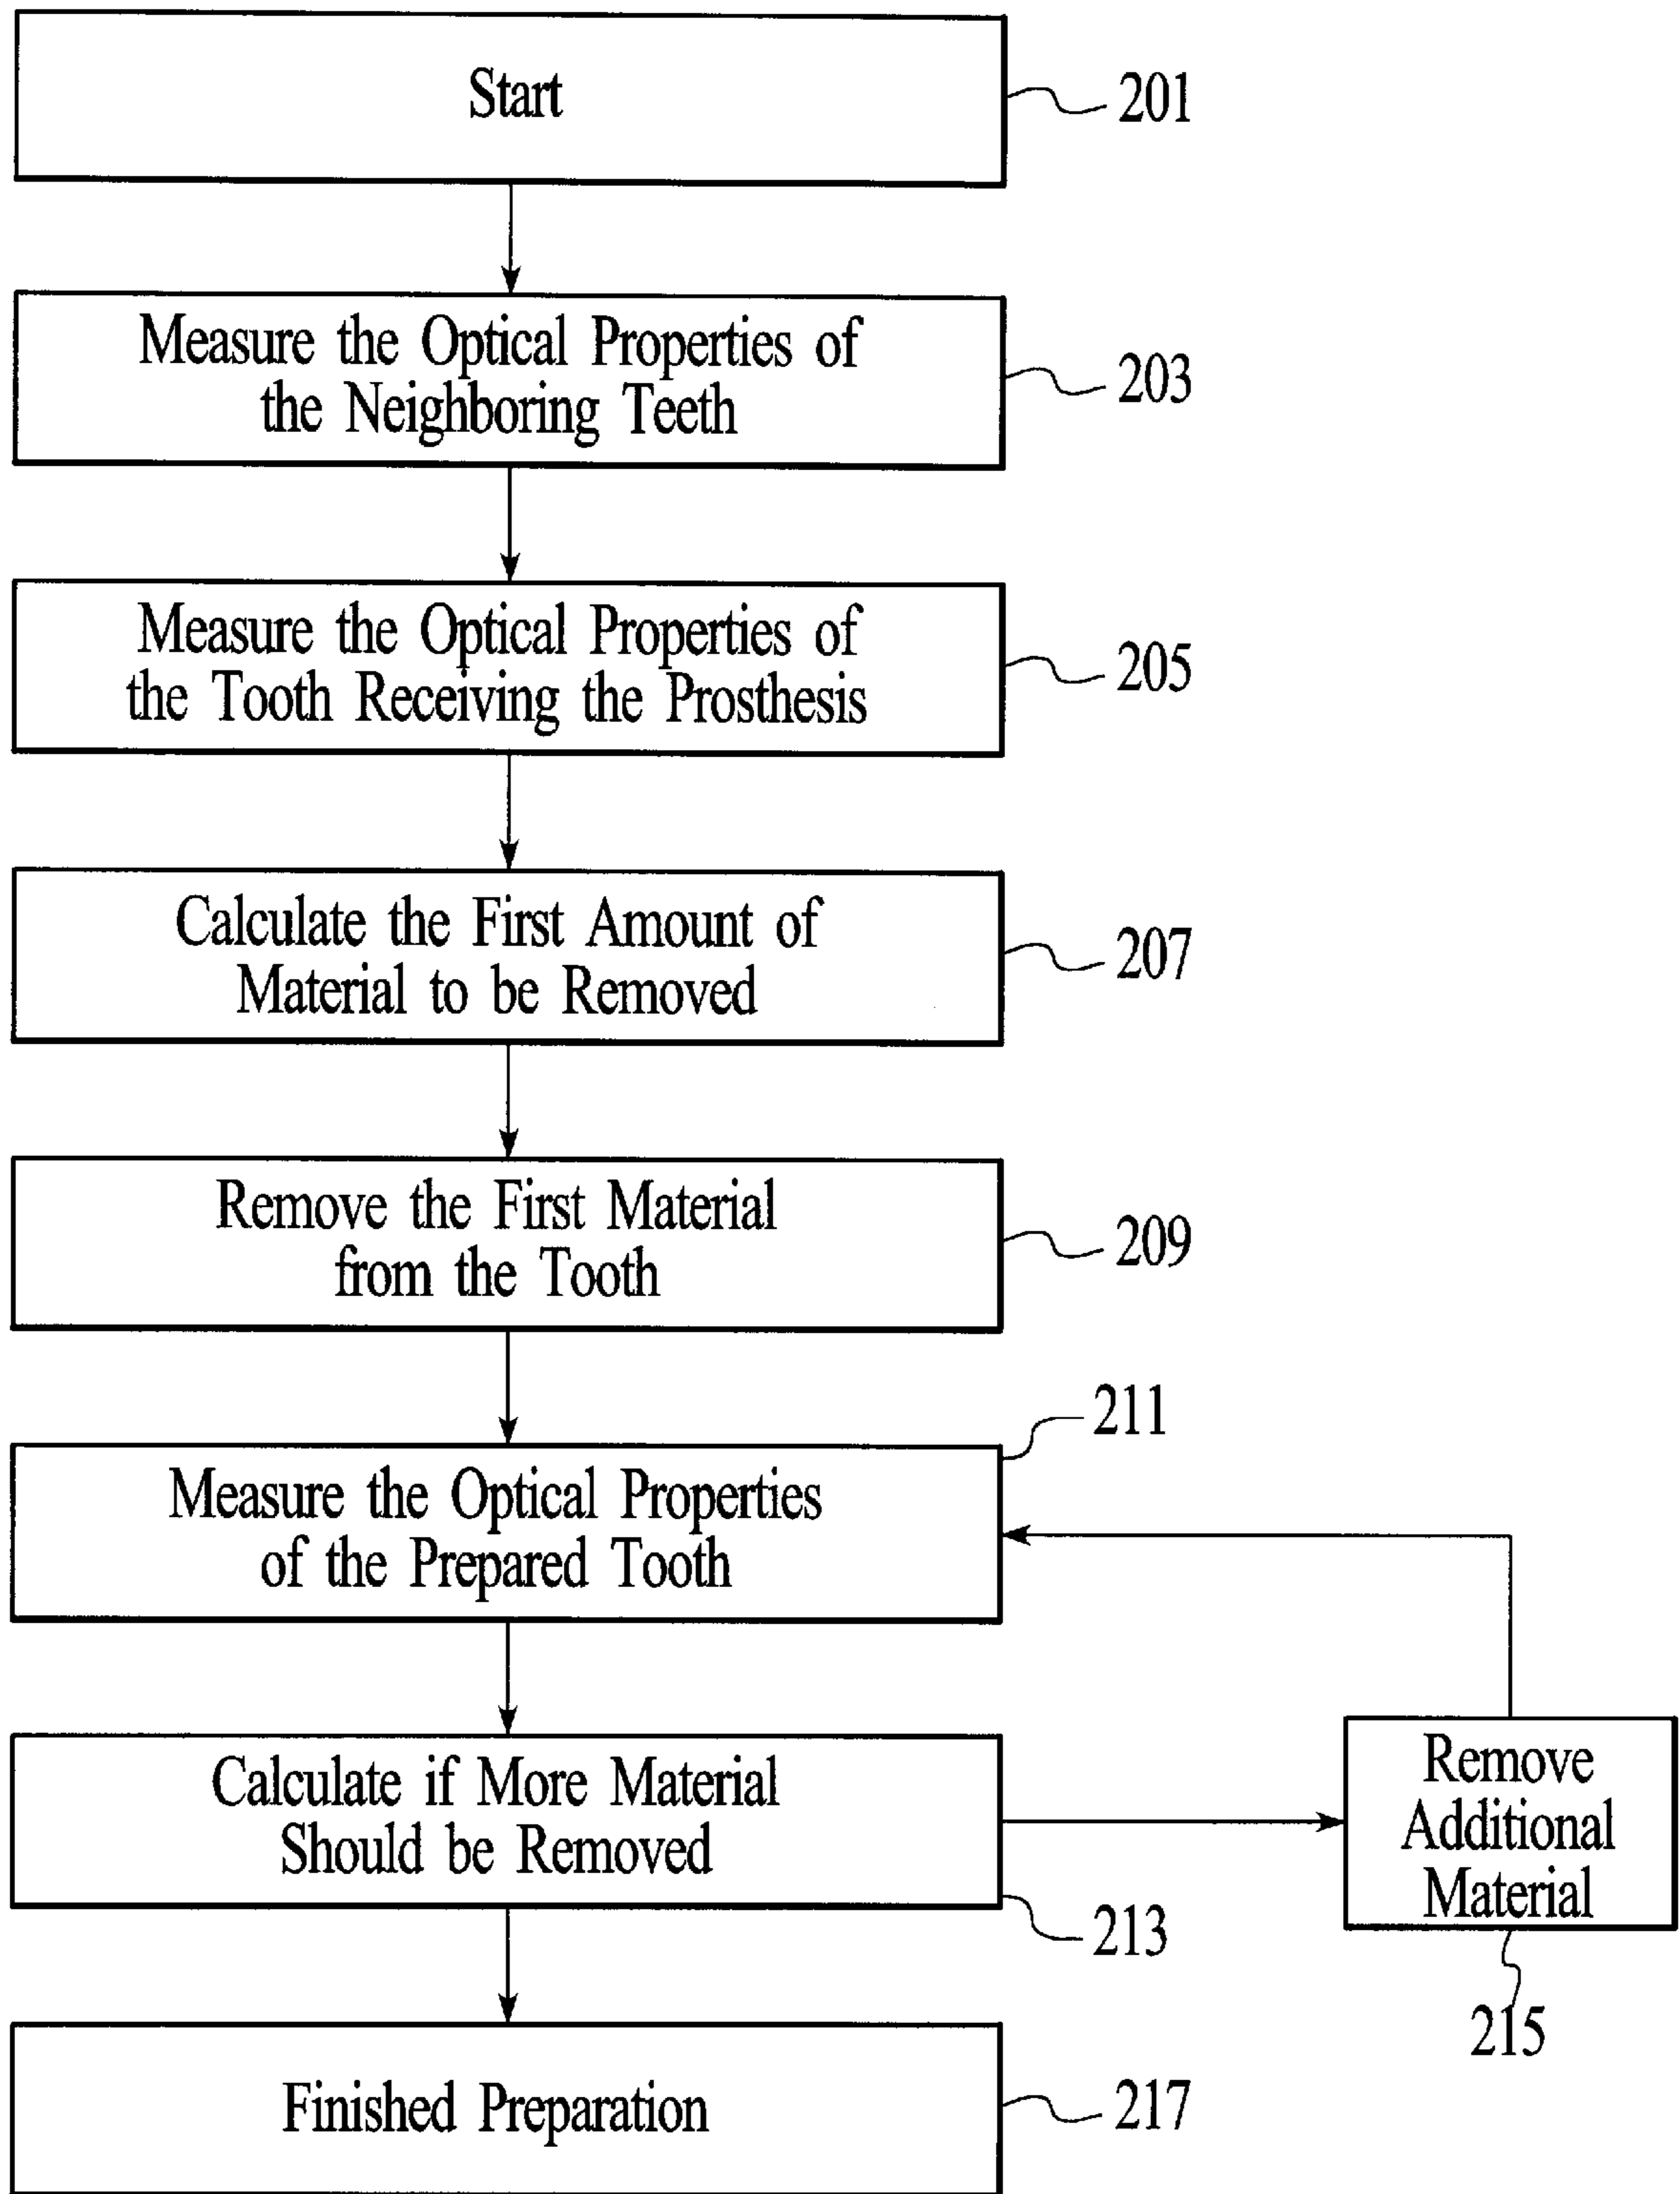 Start
201
Measure the Optical Properties of
the Neighboring Teeth
203
Measure the Optical Properties of
the Tooth Receiving the Prosthesis
205
Calculate the First Amount of
Material to be Removed
207
Remove the First Material
from the Tooth
209
211
Measure the Optical Properties
of the Prepared Tooth
Calculate if More Material
Should be Removed
213
Remove
Additional
Material
215
Finished Preparation
217